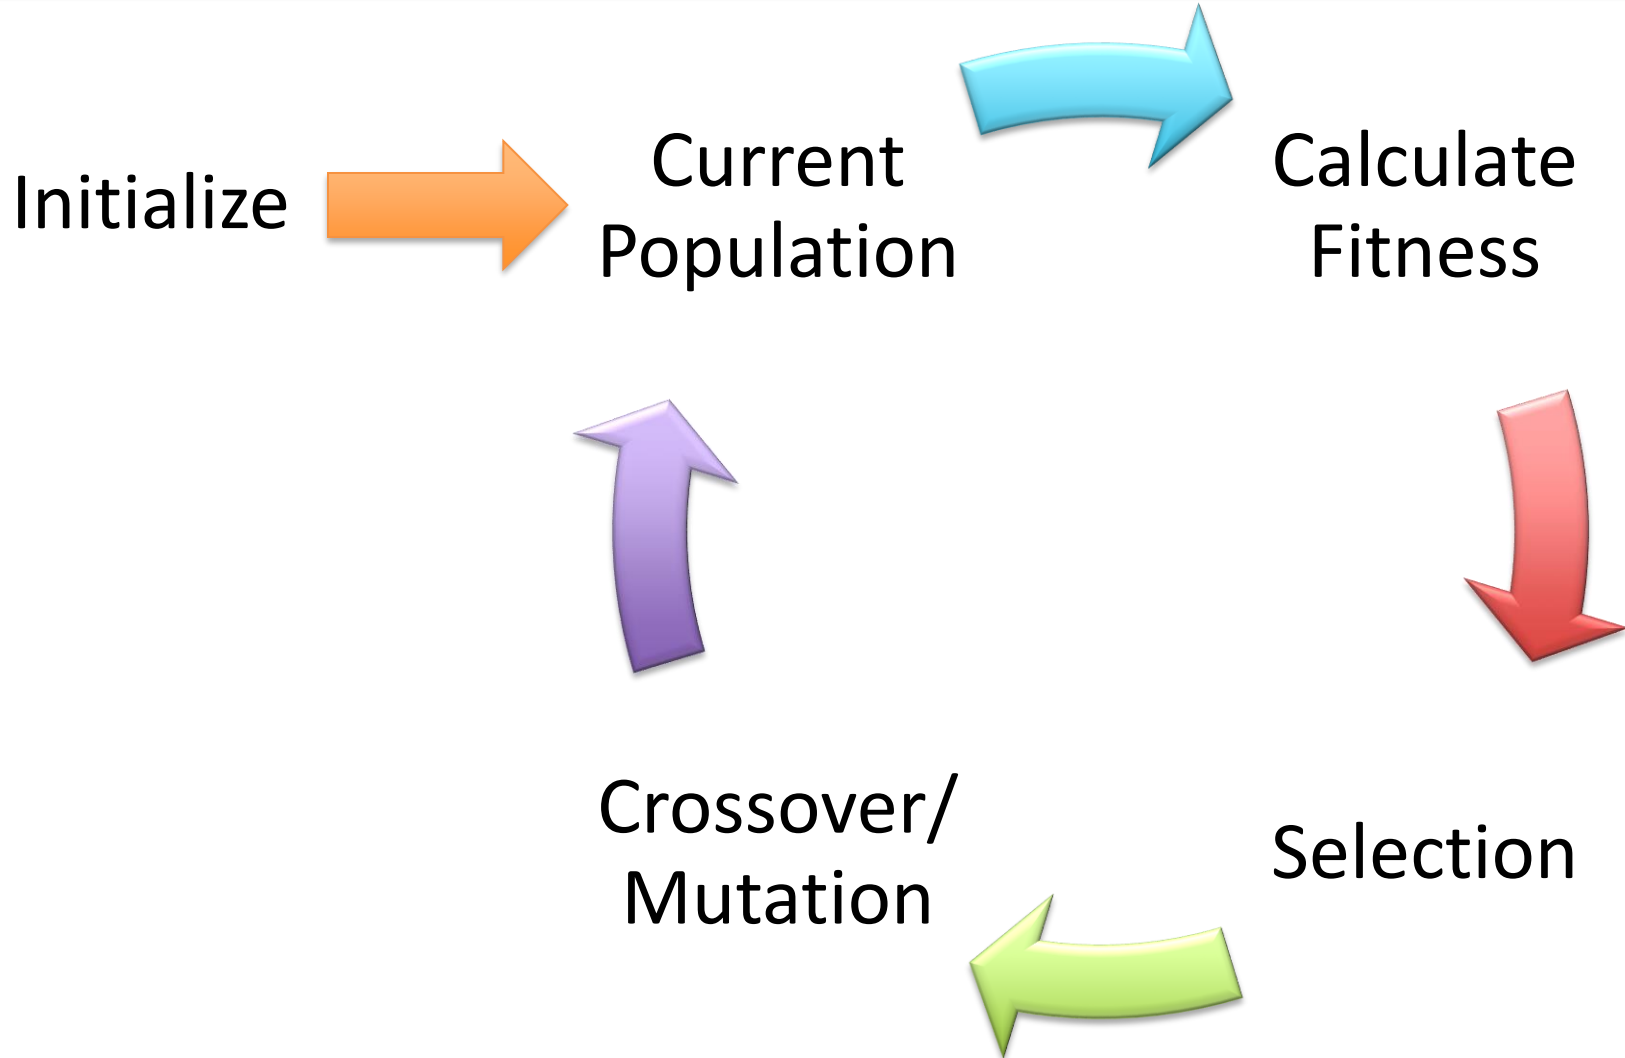 Initialize
Current
Population
Calculate
Fitness
Crossover/
Mutation
Selection